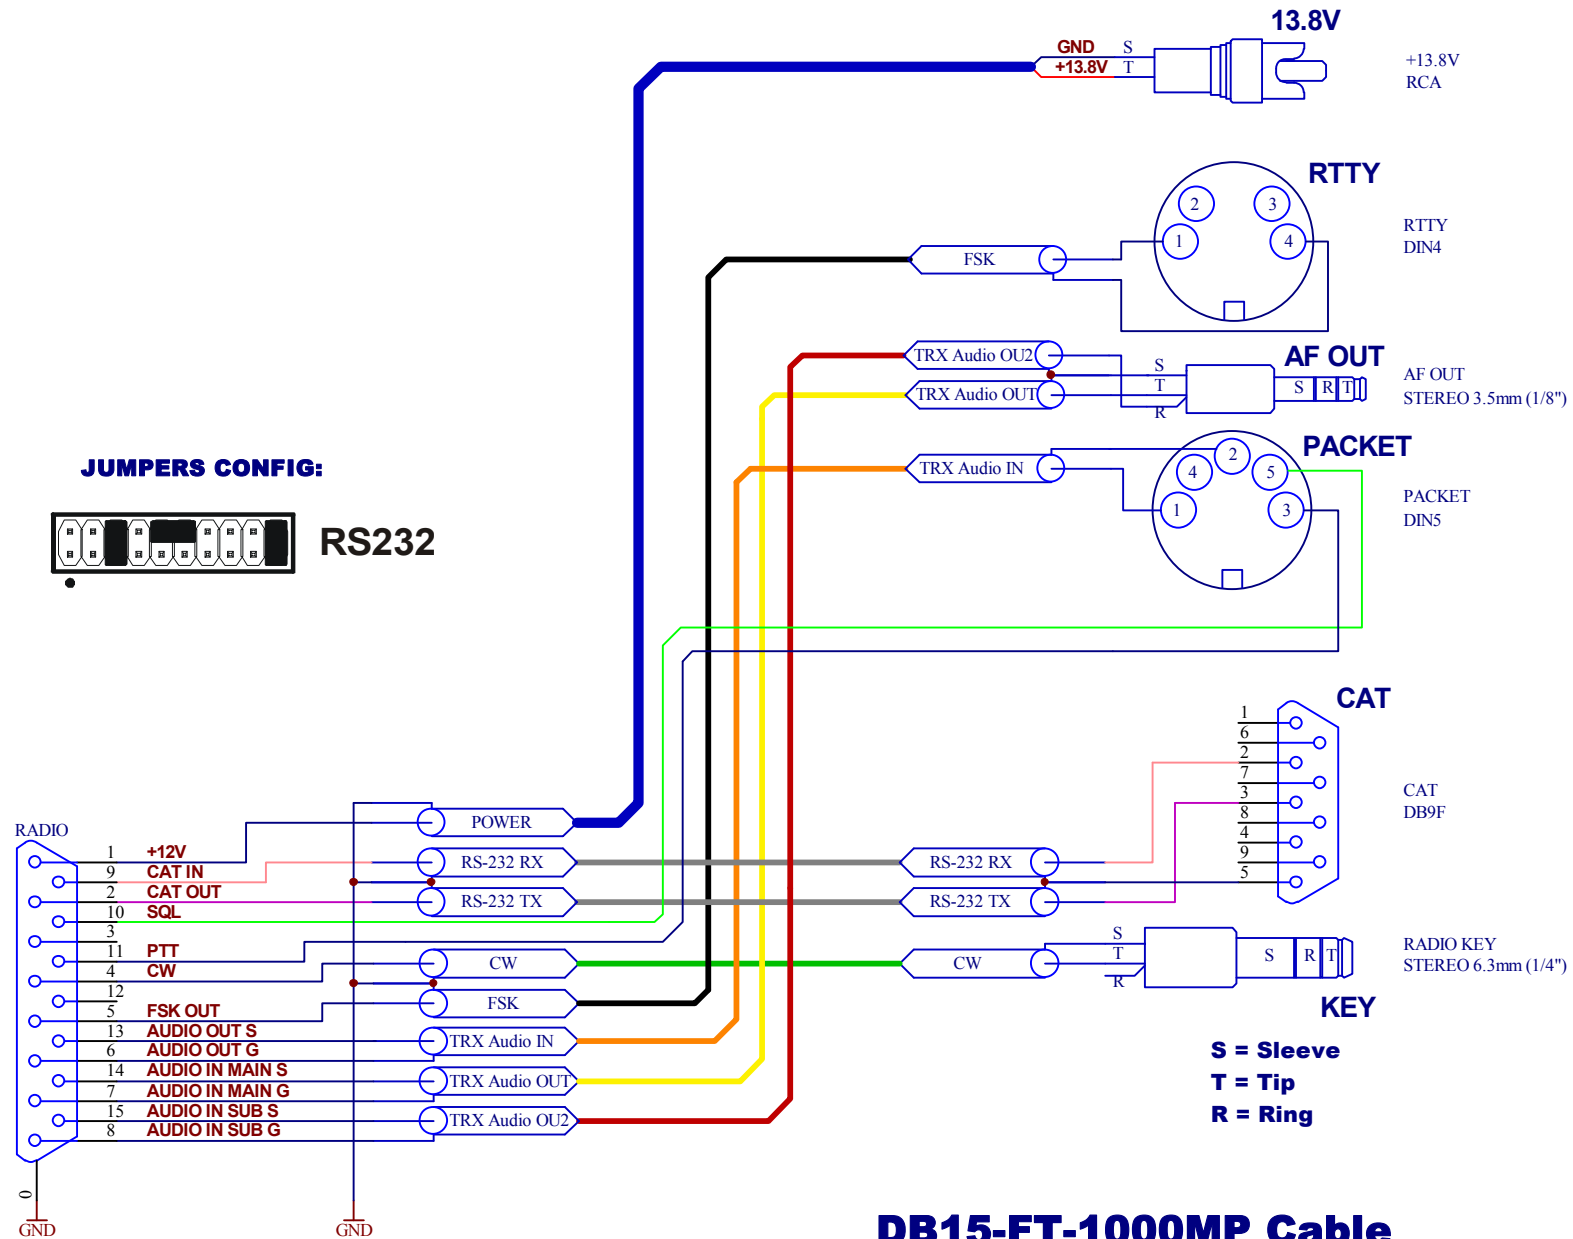 13.8V
GND S
+13.8V T
+13.8V
RCA
RTTY
2 3
1 4
RTTY
DIN4
FSK
TRX Audio OU2
TRX Audio OUT
S
T
R
AF OUT
S R T
AF OUT
STEREO 3.5mm (1/8")
PACKET
TRX Audio IN
2
4 5
1 3
PACKET
DIN5
JUMPERS CONFIG:
RS232
CAT
1
6
2
7
3
8
4
9
5
CAT
DB9F
RADIO
1 +12V
9 CAT IN
2 CAT OUT
10 SQL
3
11 PTT
4 CW
12
5 FSK OUT
13 AUDIO OUT S
6 AUDIO OUT G
14 AUDIO IN MAIN S
7 AUDIO IN MAIN G
15 AUDIO IN SUB S
8 AUDIO IN SUB G
0
GND
GND
POWER
RS-232 RX
RS-232 TX
CW
FSK
TRX Audio IN
TRX Audio OUT
TRX Audio OU2
RS-232 RX
RS-232 TX
CW
S
T
R
S R T
RADIO KEY
STEREO 6.3mm (1/4")
KEY
S = Sleeve
T = Tip
R = Ring
DB15-FT-1000MP Cable